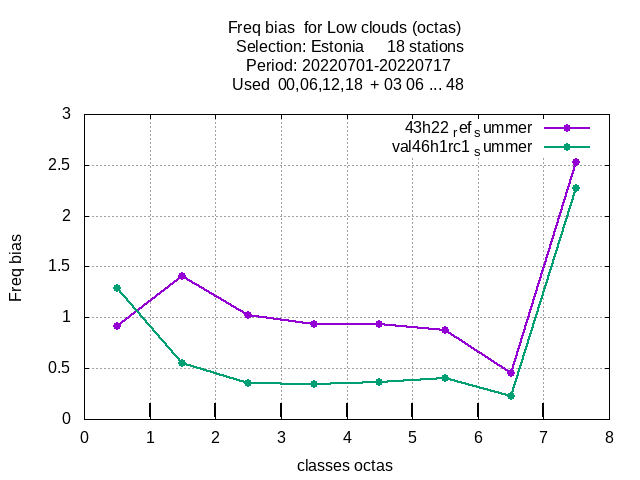 Freq bias  for Low clouds (octas)
Selection: Estonia     18 stations
Period: 20220701-20220717
Used  00,06,12,18  + 03 06 ... 48
43h22 ref summer
val46h1rc1 summer
3
2.5
2
1.5
1
0.5
0
Freq bias
0 1 2 3 4 5 6 7 8
classes octas